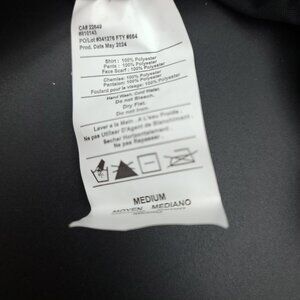 CA# 22649
#810143
PO/Lot #341276 FTY #664
Prod. Date May 2024
Shirt : 100% Polyester
Pants : 100% Polyester
Face Scarf : 100% Polyester
Chemise: 100% Polyester
Pantalon: 100% Polyester
Foulard pour le visage: 100% Polyester
Hand Wash. Cold Water.
Do not Bleach.
Dry Flat.
Do not Iron.
Laver a la Main . A L'eau Froide .
Ne pas Utiliser D'Agent de Blanchiment .
Secher Horizontalement .
Ne pas Repasser .
MEDIUM
MOYEN MEDIANO